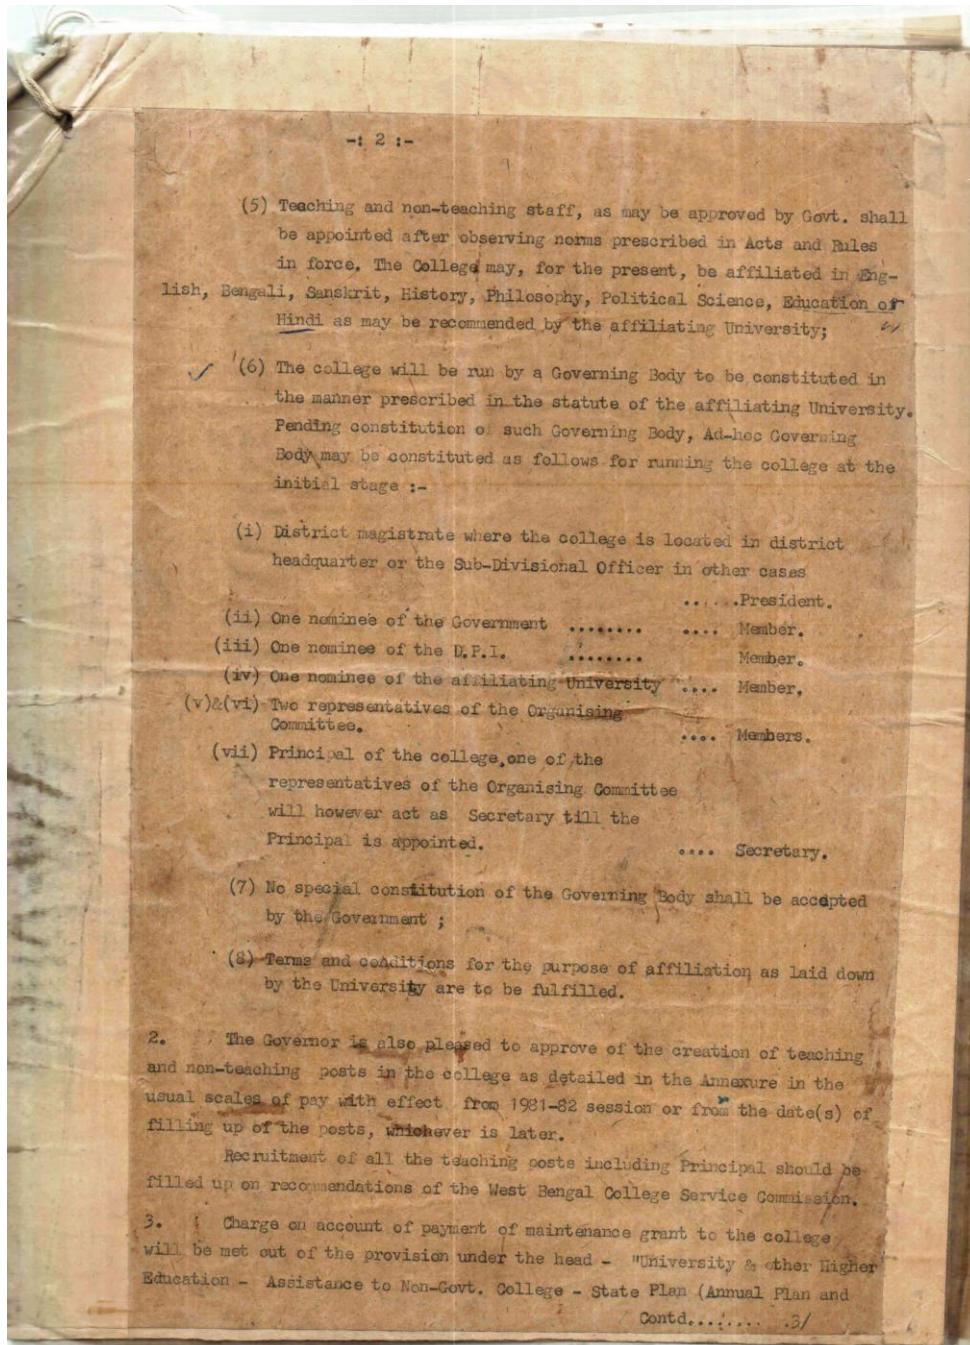 -: 2 :-
(5) Teaching and non-teaching staff, as may be approved by Govt. shall
be appointed after observing norms prescribed in Acts and Rules
in force. The College may, for the present, be affiliated in Eng-
lish, Bengali, Sanskrit, History, Philosophy, Political Science, Education or
Hindi as may be recommended by the affiliating University;
(6) The college will be run by a Governing Body to be constituted in
the manner prescribed in the statute of the affiliating University.
Pending constitution of such Governing Body, Ad-hoc Governing
Body may be constituted as follows for running the college at the
initial stage :-
(i) District magistrate where the college is located in district
headquarter or the Sub-Divisional Officer in other cases
......President.
(ii) One nominee of the Government ........ .... Member.
(iii) One nominee of the D.P.I. ........ Member.
(iv) One nominee of the affiliating University .... Member.
(v)&(vi) Two representatives of the Organising
Committee. .... Members.
(vii) Principal of the college,one of the
representatives of the Organising Committee
will however act as Secretary till the
Principal is appointed. .... Secretary.
(7) No special constitution of the Governing Body shall be accepted
by the Government ;
(8) Terms and conditions for the purpose of affiliation as laid down
by the University are to be fulfilled.
2. The Governor is also pleased to approve of the creation of teaching
and non-teaching posts in the college as detailed in the Annexure in the
usual scales of pay with effect from 1981-82 session or from the date(s) of
filling up of the posts, whichever is later.
Recruitment of all the teaching posts including Principal should be
filled up on recommendations of the West Bengal College Service Commission.
3. Charge on account of payment of maintenance grant to the college
will be met out of the provision under the head - "University & other Higher
Education - Assistance to Non-Govt. College - State Plan (Annual Plan and
Contd........ .3/